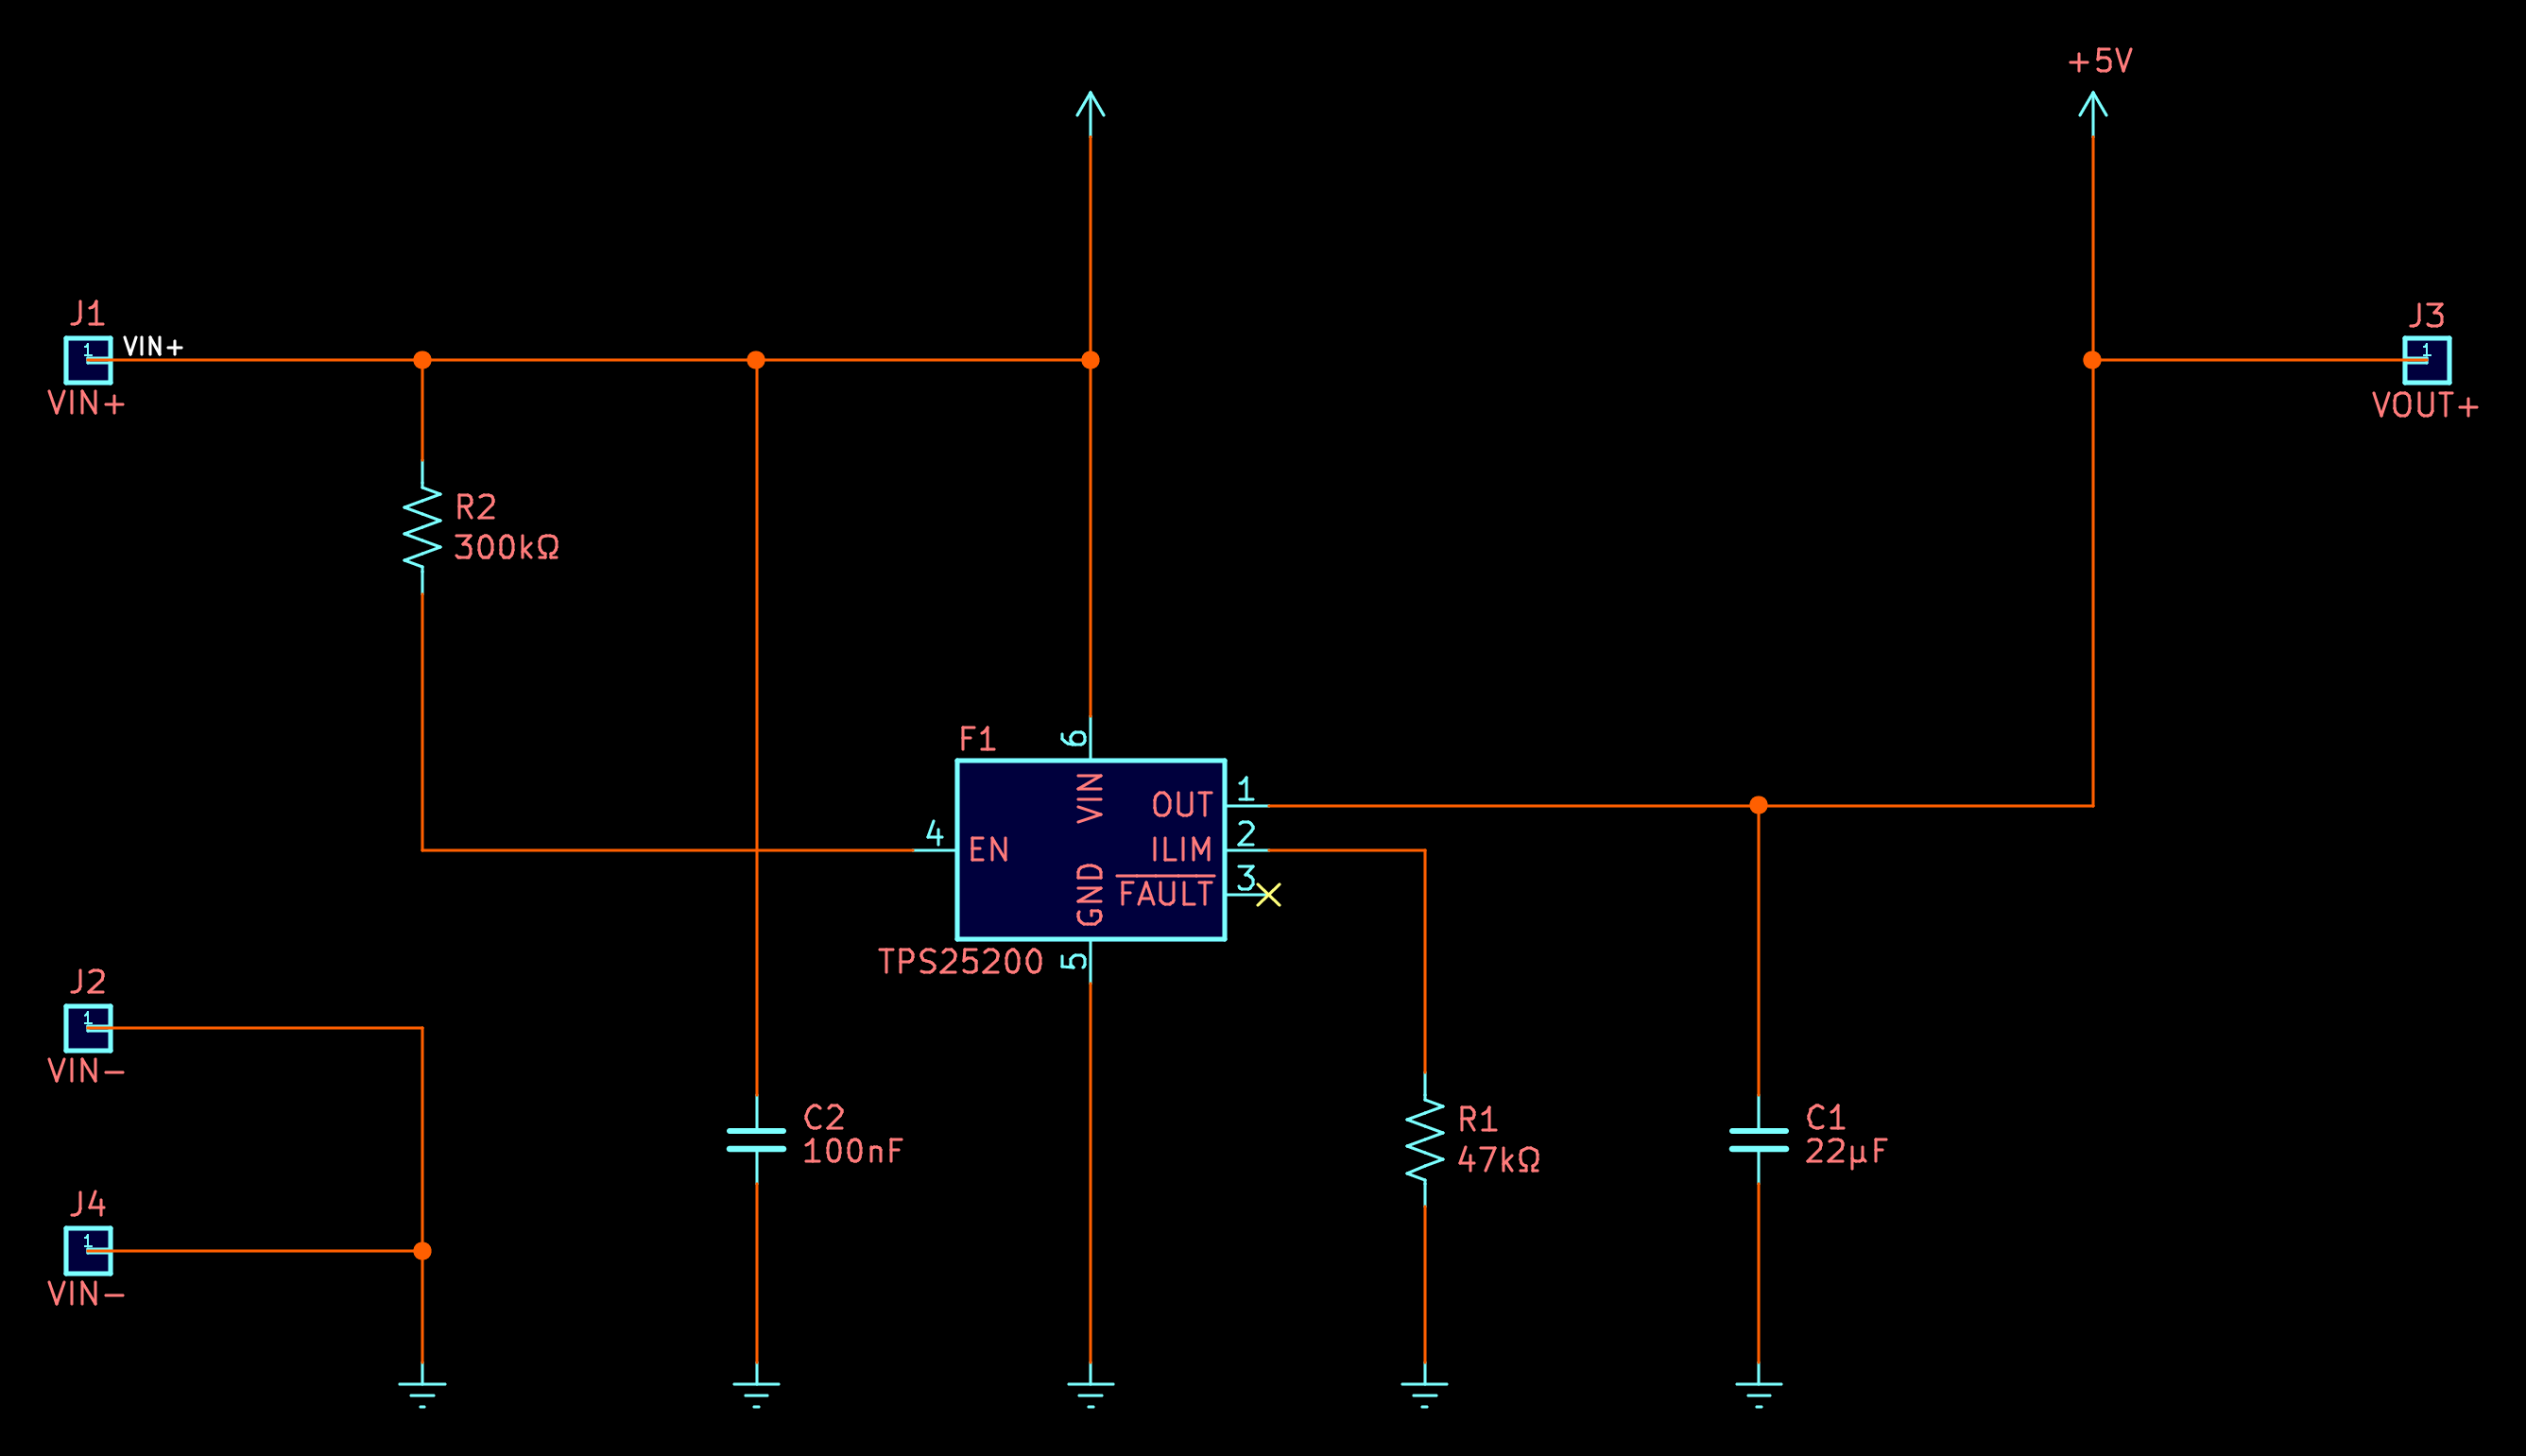 +5V
J1
1
VIN+
VIN+
J3
1
VOUT+
R2
300kΩ
F1
6
VIN
OUT
1
4
EN
ILIM
2
GND
FAULT
3
TPS25200
5
J2
1
VIN-
C2
100nF
R1
47kΩ
C1
22µF
J4
1
VIN-